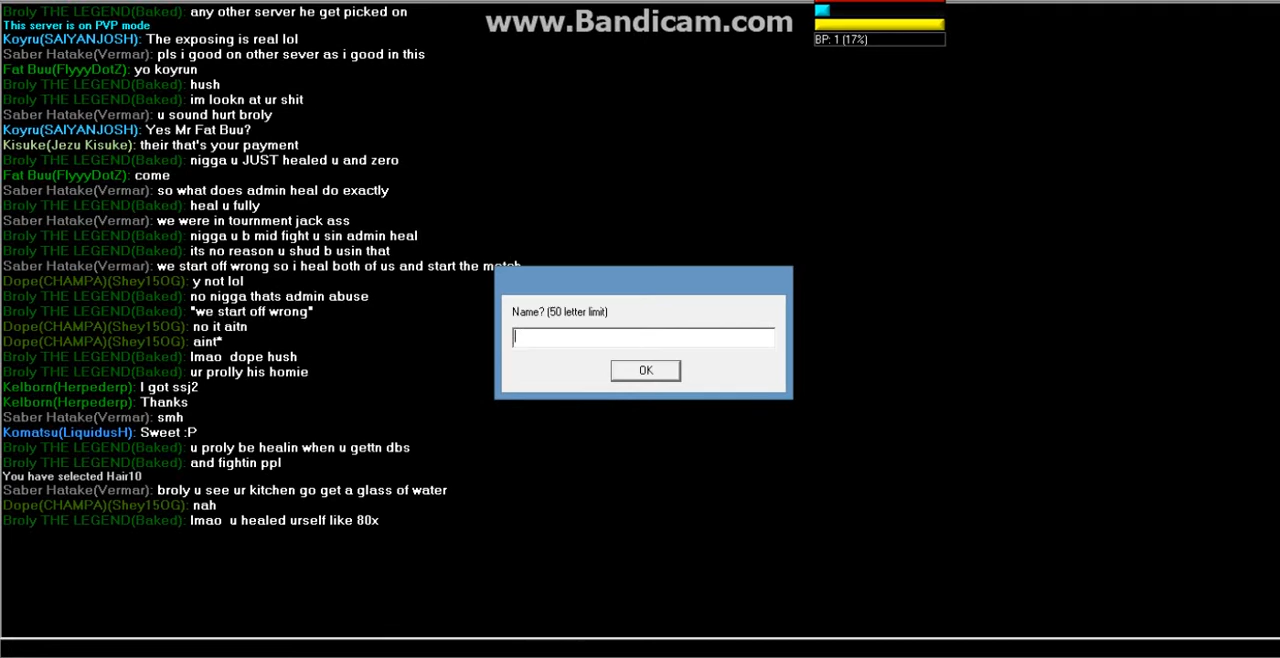 Broly THE LEGEND(Baked): any other server he get picked on
www.Bandicam.com
This server is on PVP mode
BP: 1 (17%)
Koyru(SAIYANJOSH): The exposing is real lol
Saber Hatake(Vermar): pls i good on other sever as i good in this
Fat Buu(FlyyyDotZ): yo koyrun
Broly THE LEGEND(Baked): hush
Broly THE LEGEND(Baked): im lookn at ur shit
Saber Hatake(Vermar): u sound hurt broly
Koyru(SAIYANJOSH): Yes Mr Fat Buu?
Kisuke(Jezu Kisuke): their that's your payment
Broly THE LEGEND(Baked): nigga u JUST healed u and zero
Fat Buu(FlyyyDotZ): come
Saber Hatake(Vermar): so what does admin heal do exactly
Broly THE LEGEND(Baked): heal u fully
Saber Hatake(Vermar): we were in tournment jack ass
Broly THE LEGEND(Baked): nigga u b mid fight u sin admin heal
Broly THE LEGEND(Baked): its no reason u shud b usin that
Saber Hatake(Vermar): we start off wrong so i heal both of us and start the match
Dope(CHAMPA)(Shey15OG): y not lol
Broly THE LEGEND(Baked): no nigga thats admin abuse
Broly THE LEGEND(Baked): "we start off wrong"
Dope(CHAMPA)(Shey15OG): no it aitn
Dope(CHAMPA)(Shey15OG): aint*
Broly THE LEGEND(Baked): lmao dope hush
Broly THE LEGEND(Baked): ur prolly his homie
Kelborn(Herpederp): I got ssj2
Kelborn(Herpederp): Thanks
Saber Hatake(Vermar): smh
Komatsu(LiquidusH): Sweet :P
Broly THE LEGEND(Baked): u proly be healin when u gettn dbs
Broly THE LEGEND(Baked): and fightin ppl
You have selected Hair10
Saber Hatake(Vermar): broly u see ur kitchen go get a glass of water
Dope(CHAMPA)(Shey15OG): nah
Broly THE LEGEND(Baked): lmao u healed urself like 80x
Name? (50 letter limit)
OK